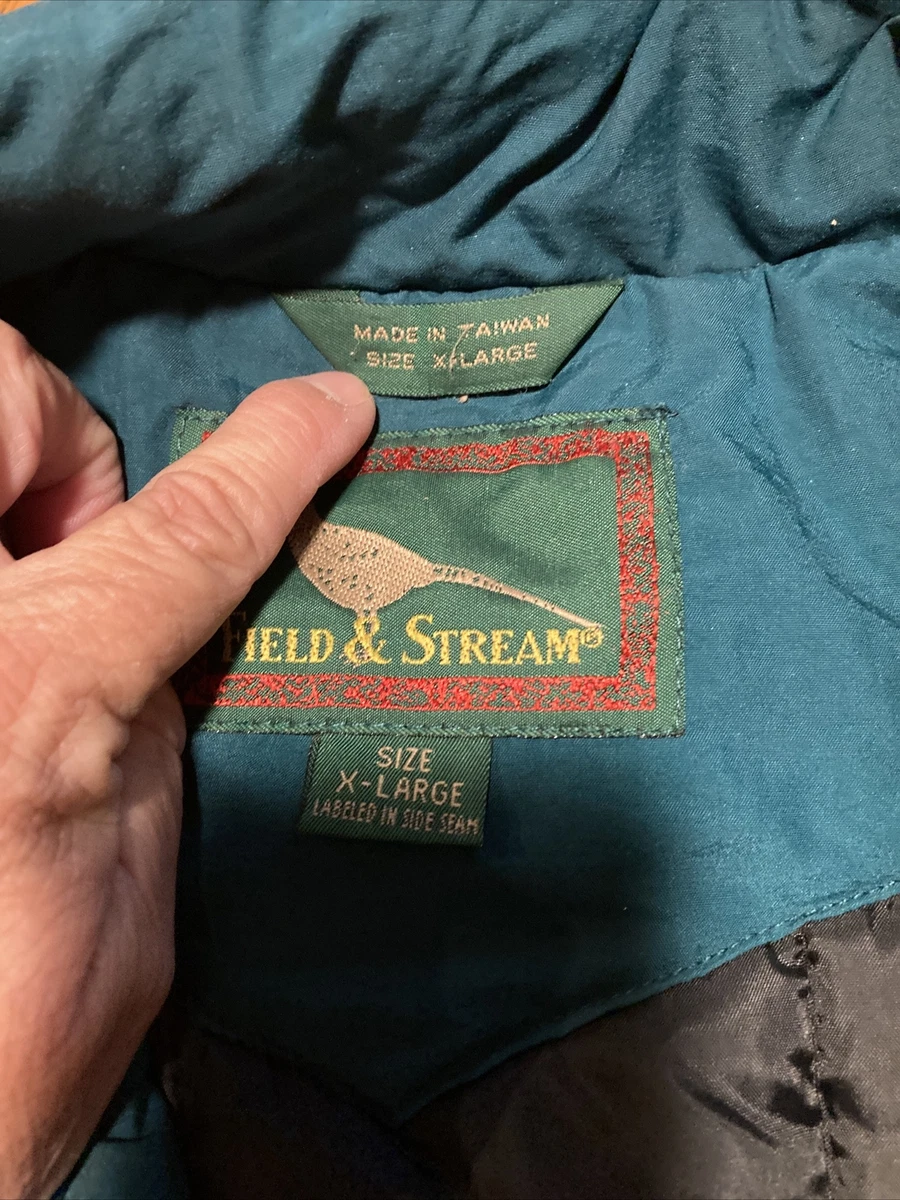 MADE IN TAIWAN
SIZE X-LARGE
FIELD & STREAM®
SIZE
X-LARGE
LABELED IN SIDE SEAM